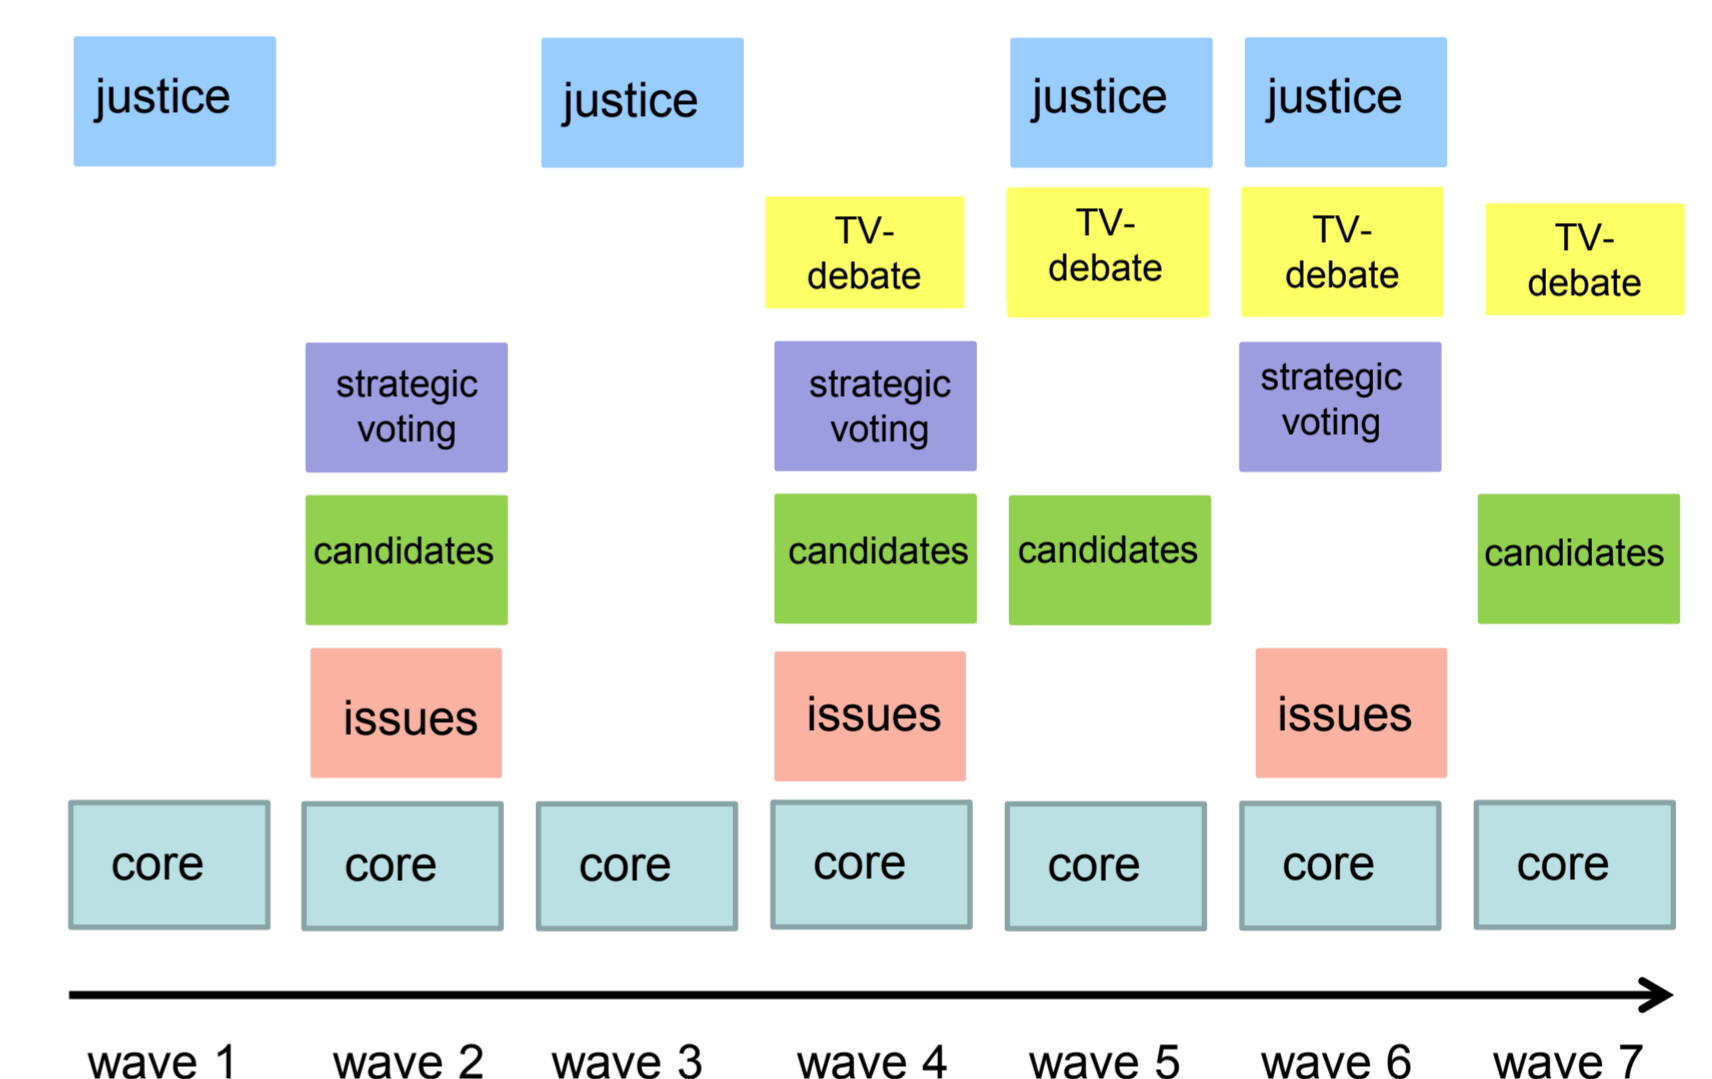 justice
justice
justice
justice
TV-
debate
TV-
debate
TV-
debate
TV-
debate
strategic
voting
strategic
voting
strategic
voting
candidates
candidates
candidates
candidates
issues
issues
issues
core
core
core
core
core
core
core
wave 1
wave 2
wave 3
wave 4
wave 5
wave 6
wave 7